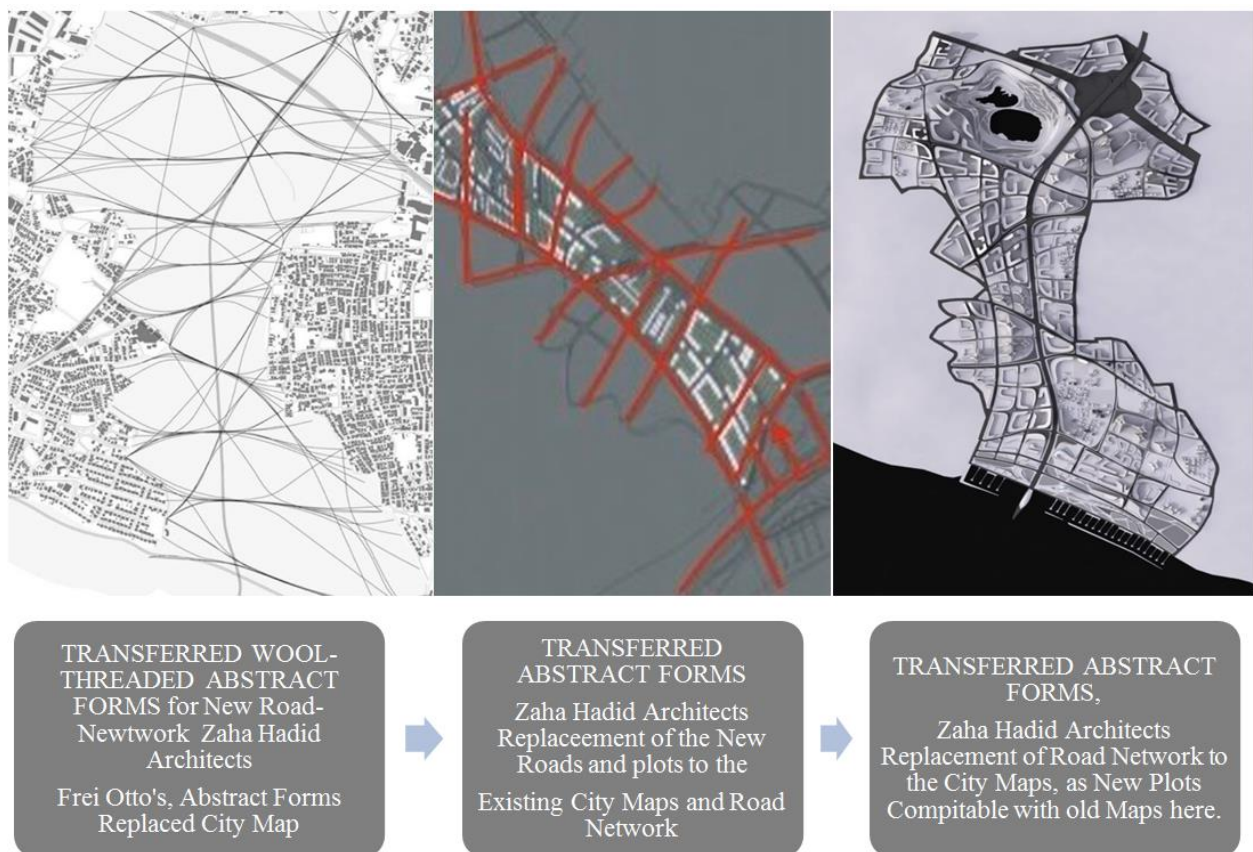 TRANSFERRED WOOL-
THREADED ABSTRACT
FORMS for New Road-
Newtwork Zaha Hadid
Architects
Frei Otto's, Abstract Forms
Replaced City Map
TRANSFERRED
ABSTRACT FORMS
Zaha Hadid Architects
Replaceement of the New
Roads and plots to the
Existing City Maps and Road
Network
TRANSFERRED ABSTRACT
FORMS,
Zaha Hadid Architects
Replacement of Road Network to
the City Maps, as New Plots
Compitable with old Maps here.